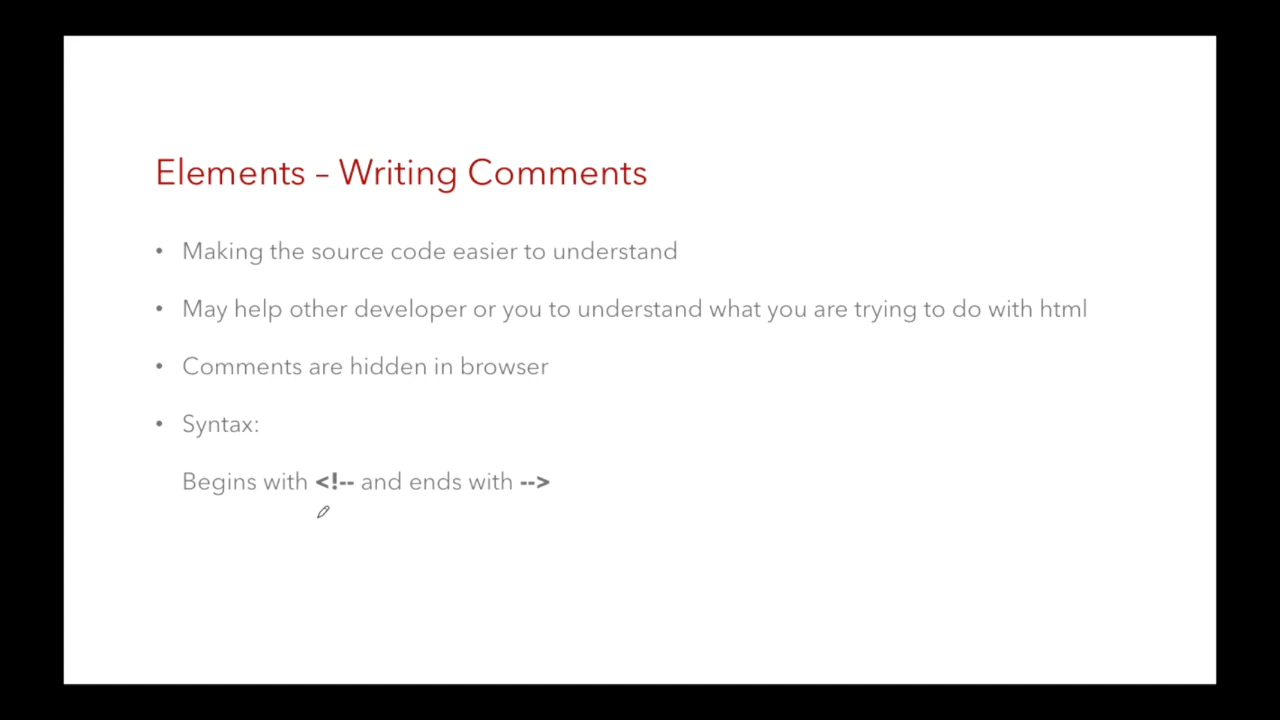 Elements – Writing Comments
• Making the source code easier to understand
• May help other developer or you to understand what you are trying to do with html
• Comments are hidden in browser
• Syntax:
Begins with <!-- and ends with -->